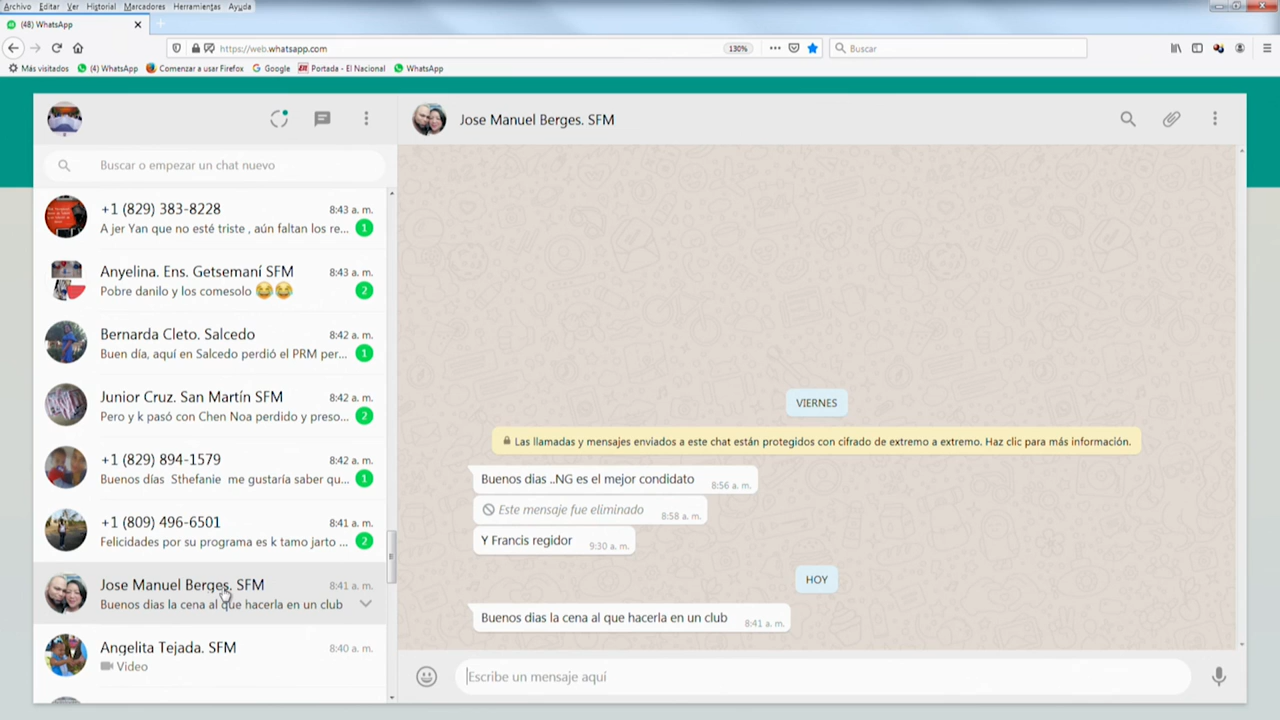 Archivo Editar Ver Historial Marcadores Herramientas Ayuda
(48) WhatsApp
https://web.whatsapp.com
130%
Buscar
Más visitados (4) WhatsApp Comenzar a usar Firefox Google Portada - El Nacional WhatsApp
Jose Manuel Berges. SFM
Buscar o empezar un chat nuevo
+1 (829) 383-8228 8:43 a. m.
A jer Yan que no esté triste , aún faltan los re... 1
Anyelina. Ens. Getsemaní SFM 8:43 a. m.
Pobre danilo y los comesolo 😂😂 2
Bernarda Cleto. Salcedo 8:42 a. m.
Buen día, aquí en Salcedo perdió el PRM per... 1
Junior Cruz. San Martín SFM 8:42 a. m.
Pero y k pasó con Chen Noa perdido y preso... 2
+1 (829) 894-1579 8:42 a. m.
Buenos días Sthefanie me gustaría saber qu... 1
+1 (809) 496-6501 8:41 a. m.
Felicidades por su programa es k tamo jarto ... 2
Jose Manuel Berges. SFM 8:41 a. m.
Buenos dias la cena al que hacerla en un club
Angelita Tejada. SFM 8:40 a. m.
Video
VIERNES
Las llamadas y mensajes enviados a este chat están protegidos con cifrado de extremo a extremo. Haz clic para más información.
Buenos dias ..NG es el mejor condidato 8:56 a. m.
Este mensaje fue eliminado 8:58 a. m.
Y Francis regidor 9:30 a. m.
HOY
Buenos dias la cena al que hacerla en un club 8:41 a. m.
Escribe un mensaje aquí